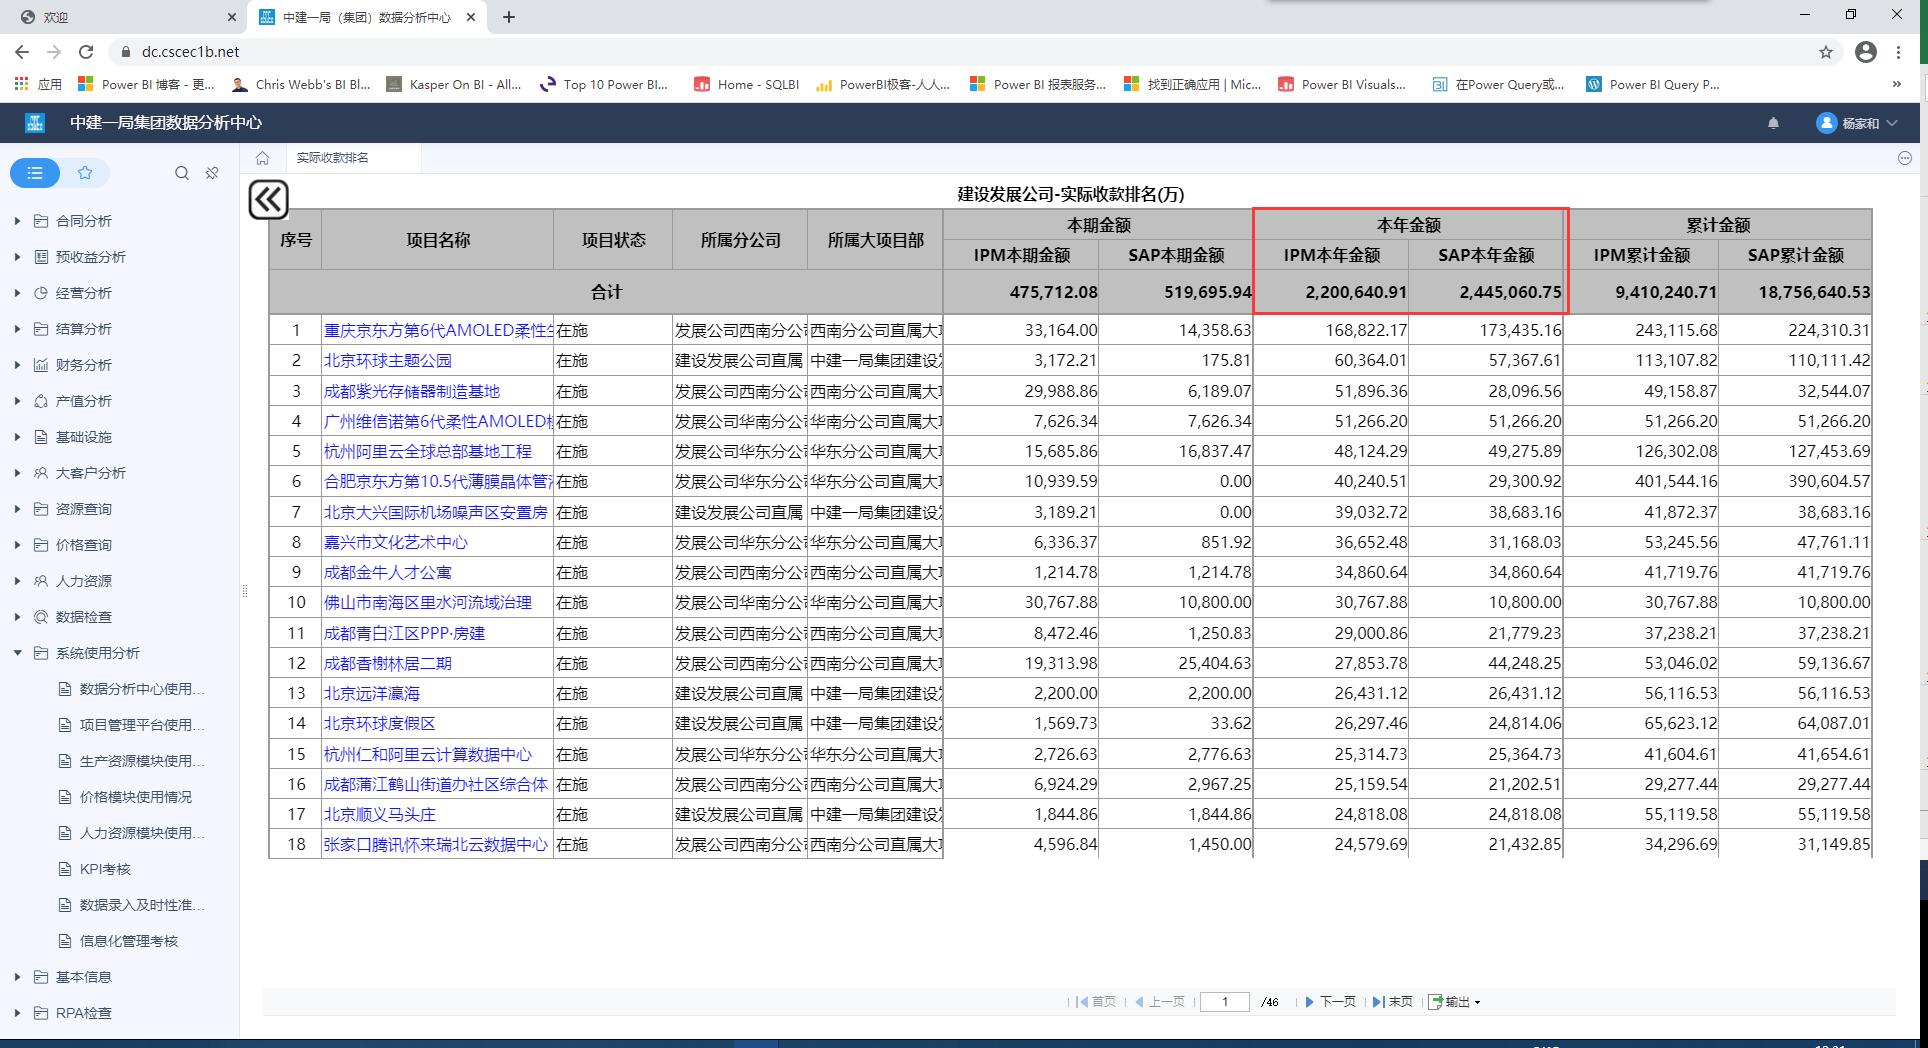 欢迎
中建一局（集团）数据分析中心
dc.cscec1b.net
应用
Power BI 博客 - 更...
Chris Webb's BI Bl...
Kasper On BI - All...
Top 10 Power BI...
Home - SQLBI
PowerBI极客-人人...
Power BI 报表服务...
找到正确应用 | Mic...
Power BI Visuals...
在Power Query或...
Power BI Query P...
»
中建一局集团数据分析中心
杨家和
实际收款排名
合同分析
预收益分析
经营分析
结算分析
财务分析
产值分析
基础设施
大客户分析
资源查询
价格查询
人力资源
数据检查
系统使用分析
数据分析中心使用...
项目管理平台使用...
生产资源模块使用...
价格模块使用情况
人力资源模块使用...
KPI考核
数据录入及时性准...
信息化管理考核
基本信息
RPA检查
建设发展公司-实际收款排名(万)
序号 项目名称 项目状态 所属分公司 所属大项目部 本期金额 本年金额 累计金额
IPM本期金额 SAP本期金额 IPM本年金额 SAP本年金额 IPM累计金额 SAP累计金额
合计 475,712.08 519,695.94 2,200,640.91 2,445,060.75 9,410,240.71 18,756,640.53
1 重庆京东方第6代AMOLED柔性 在施 发展公司西南分公 西南分公司直属大 33,164.00 14,358.63 168,822.17 173,435.16 243,115.68 224,310.31
2 北京环球主题公园 在施 建设发展公司直属 中建一局集团建设 3,172.21 175.81 60,364.01 57,367.61 113,107.82 110,111.42
3 成都紫光存储器制造基地 在施 发展公司西南分公 西南分公司直属大 29,988.86 6,189.07 51,896.36 28,096.56 49,158.87 32,544.07
4 广州维信诺第6代柔性AMOLED 在施 发展公司华南分公 华南分公司直属大 7,626.34 7,626.34 51,266.20 51,266.20 51,266.20 51,266.20
5 杭州阿里云全球总部基地工程 在施 发展公司华东分公 华东分公司直属大 15,685.86 16,837.47 48,124.29 49,275.89 126,302.08 127,453.69
6 合肥京东方第10.5代薄膜晶体管 在施 发展公司华东分公 华东分公司直属大 10,939.59 0.00 40,240.51 29,300.92 401,544.16 390,604.57
7 北京大兴国际机场噪声区安置房 在施 建设发展公司直属 中建一局集团建设 3,189.21 0.00 39,032.72 38,683.16 41,872.37 38,683.16
8 嘉兴市文化艺术中心 在施 发展公司华东分公 华东分公司直属大 6,336.37 851.92 36,652.48 31,168.03 53,245.56 47,761.11
9 成都金牛人才公寓 在施 发展公司西南分公 西南分公司直属大 1,214.78 1,214.78 34,860.64 34,860.64 41,719.76 41,719.76
10 佛山市南海区里水河流域治理 在施 发展公司华南分公 华南分公司直属大 30,767.88 10,800.00 30,767.88 10,800.00 30,767.88 10,800.00
11 成都青白江区PPP·房建 在施 发展公司西南分公 西南分公司直属大 8,472.46 1,250.83 29,000.86 21,779.23 37,238.21 37,238.21
12 成都香榭林居二期 在施 发展公司西南分公 西南分公司直属大 19,313.98 25,404.63 27,853.78 44,248.25 53,046.02 59,136.67
13 北京远洋瀛海 在施 建设发展公司直属 中建一局集团建设 2,200.00 2,200.00 26,431.12 26,431.12 56,116.53 56,116.53
14 北京环球度假区 在施 建设发展公司直属 中建一局集团建设 1,569.73 33.62 26,297.46 24,814.06 65,623.12 64,087.01
15 杭州仁和阿里云计算数据中心 在施 发展公司华东分公 华东分公司直属大 2,726.63 2,776.63 25,314.73 25,364.73 41,604.61 41,654.61
16 成都蒲江鹤山街道办社区综合体 在施 发展公司西南分公 西南分公司直属大 6,924.29 2,967.25 25,159.54 21,202.51 29,277.44 29,277.44
17 北京顺义马头庄 在施 建设发展公司直属 中建一局集团建设 1,844.86 1,844.86 24,818.08 24,818.08 55,119.58 55,119.58
18 张家口腾讯怀来瑞北云数据中心 在施 发展公司西南分公 西南分公司直属大 4,596.84 1,450.00 24,579.69 21,432.85 34,296.69 31,149.85
首页 上一页 1 /46 下一页 末页 输出